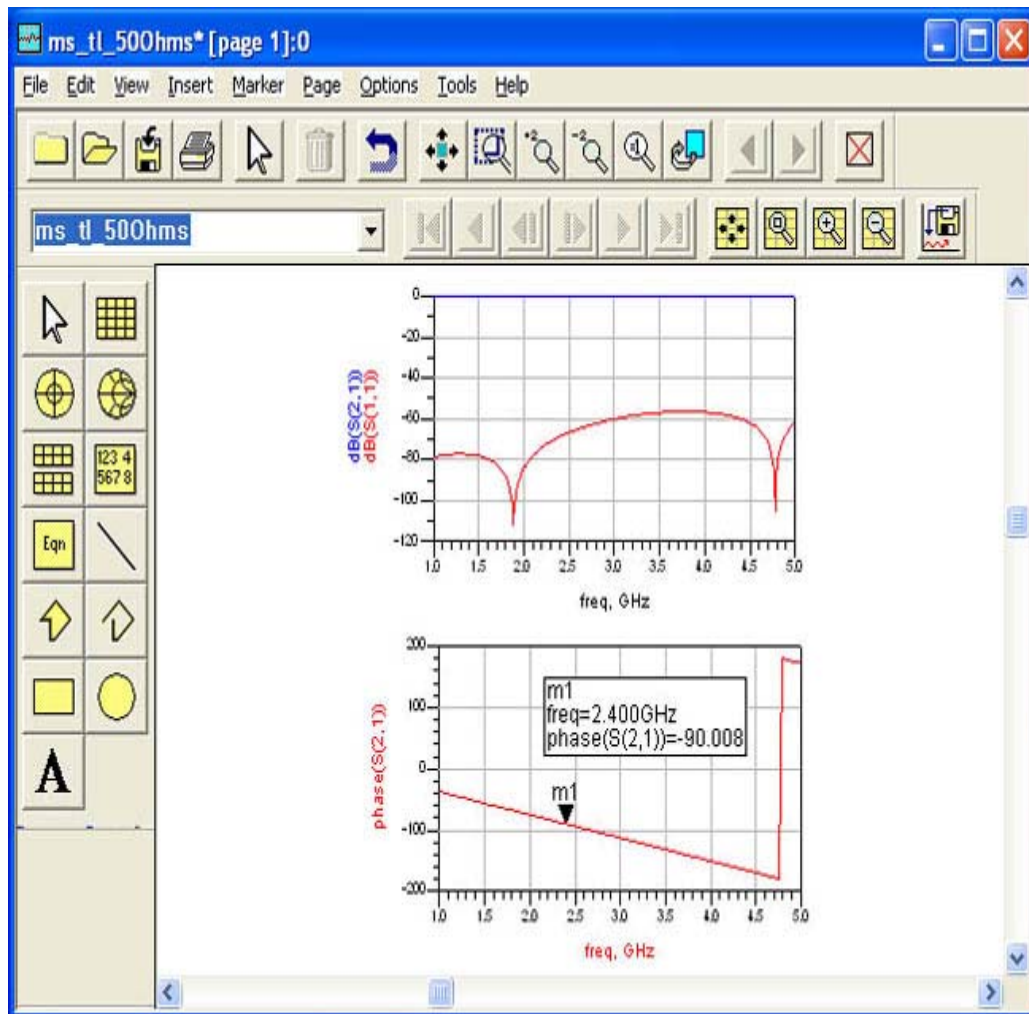 ms_tl_50Ohms* [page 1]:0
File Edit View Insert Marker Page Options Tools Help
+2 -2 :1
ms_tl_50Ohms
123 4
567 8
Eqn
A
dB(S(2,1))
dB(S(1,1))
0
-20
-40
-60
-80
-100
-120
1.0 1.5 2.0 2.5 3.0 3.5 4.0 4.5 5.0
freq, GHz
phase(S(2,1))
200
100
0
-100
-200
m1
freq=2.400GHz
phase(S(2,1))=-90.008
m1
1.0 1.5 2.0 2.5 3.0 3.5 4.0 4.5 5.0
freq, GHz